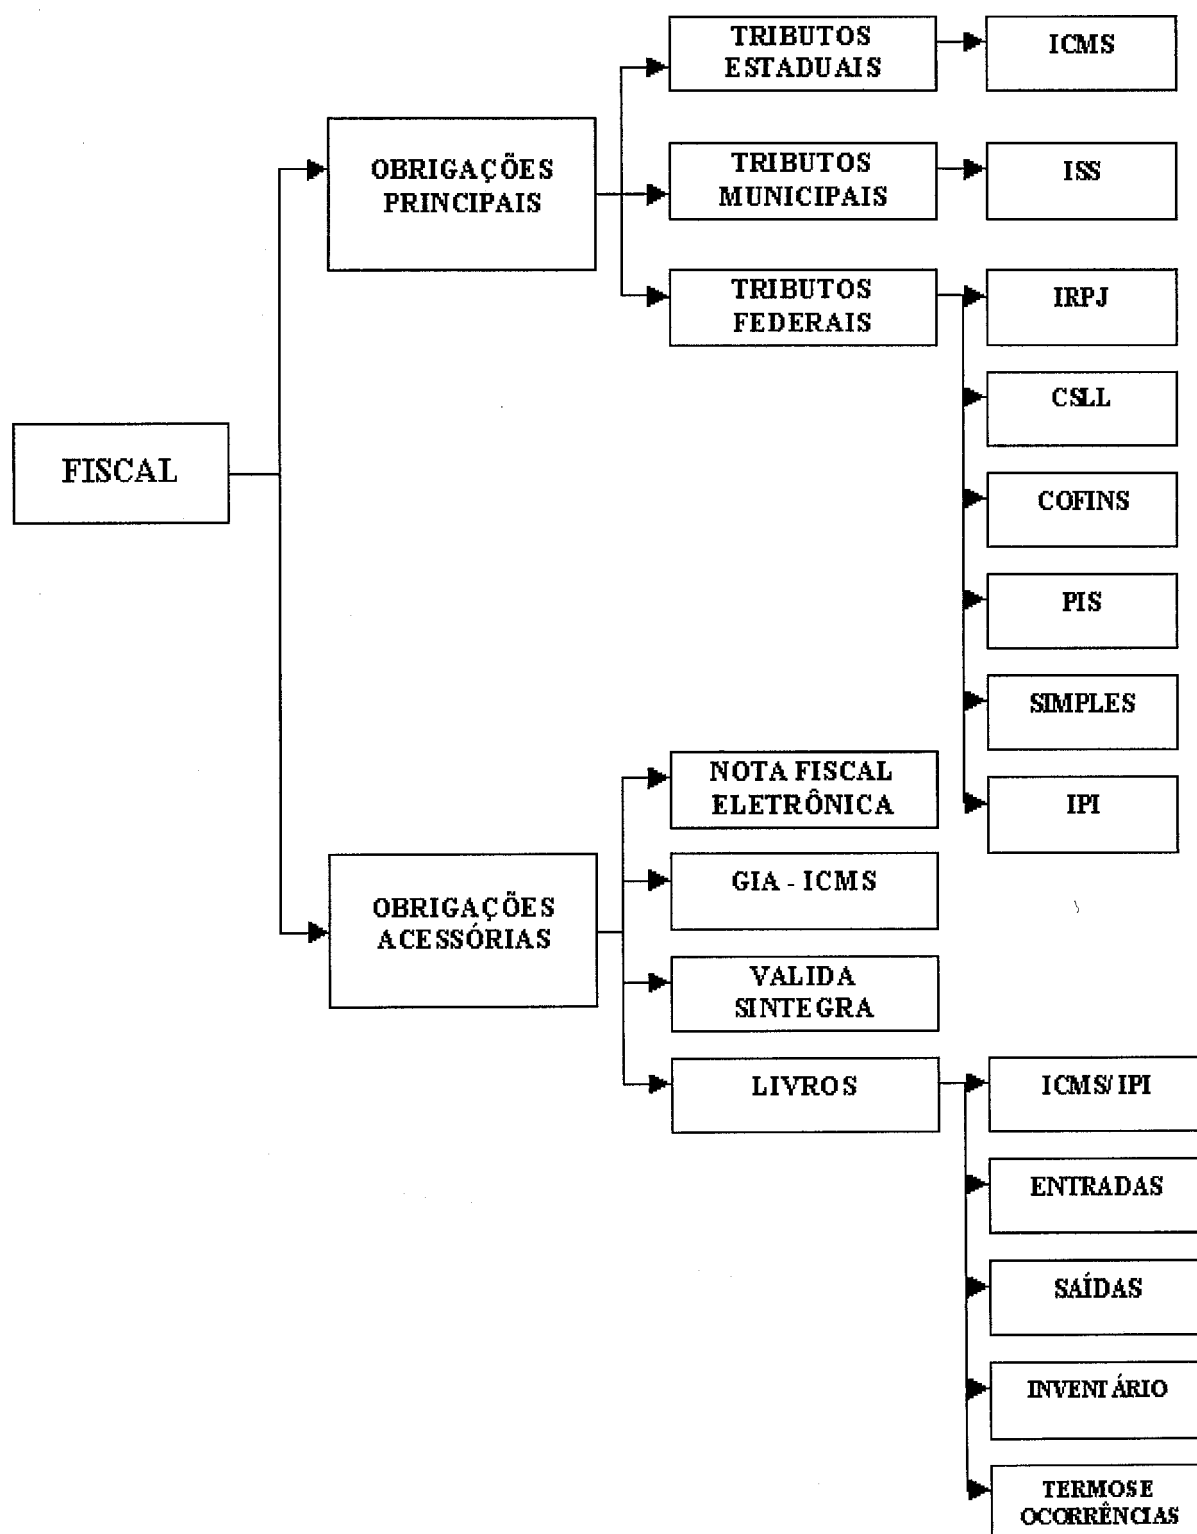 TRIBUTOS
ESTADUAIS
ICMS
OBRIGAÇÕES
PRINCIPAIS
TRIBUTOS
MUNICIPAIS
ISS
TRIBUTOS
FEDERAIS
IRPJ
CSLL
COFINS
PIS
SIMPLES
IPI
FISCAL
NOTA FISCAL
ELETRÔNICA
OBRIGAÇÕES
ACESSÓRIAS
GIA - ICMS
VALIDA
SINTEGRA
LIVROS
ICMS/IPI
ENTRADAS
SAÍDAS
INVENTÁRIO
TERMOS E
OCORRÊNCIAS